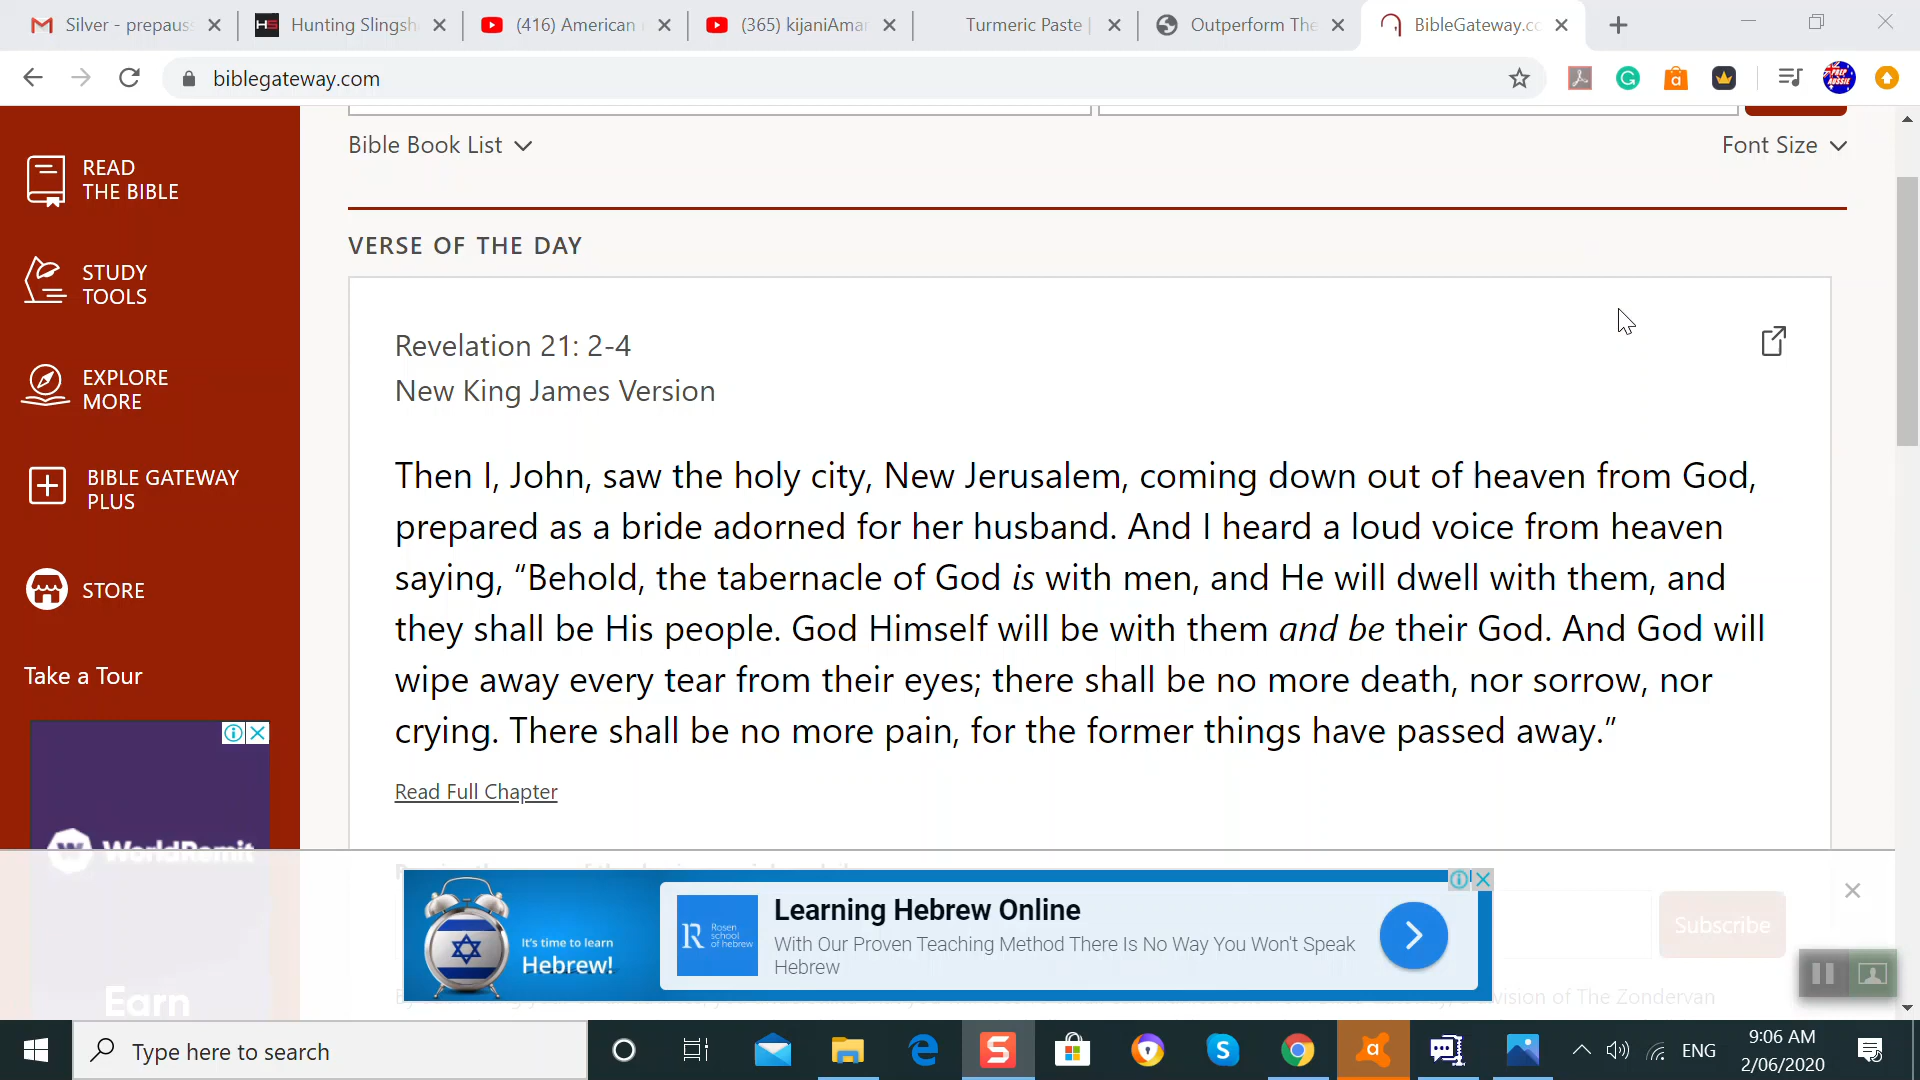 Silver - prepaus
Hunting Slingsh
(416) American
(365) kijaniAmar
Turmeric Paste |
Outperform The
BibleGateway.co
biblegateway.com
Bible Book List
Font Size
READ
THE BIBLE
STUDY
TOOLS
EXPLORE
MORE
BIBLE GATEWAY
PLUS
STORE
Take a Tour
WorldRemit
Earn
VERSE OF THE DAY
Revelation 21: 2-4
New King James Version
Then I, John, saw the holy city, New Jerusalem, coming down out of heaven from God,
prepared as a bride adorned for her husband. And I heard a loud voice from heaven
saying, “Behold, the tabernacle of God is with men, and He will dwell with them, and
they shall be His people. God Himself will be with them and be their God. And God will
wipe away every tear from their eyes; there shall be no more death, nor sorrow, nor
crying. There shall be no more pain, for the former things have passed away.”
Read Full Chapter
It's time to learn
Hebrew!
Rosen
school
of hebrew
Learning Hebrew Online
With Our Proven Teaching Method There Is No Way You Won't Speak
Hebrew
Subscribe
of The Zondervan
Type here to search
ENG
9:06 AM
2/06/2020